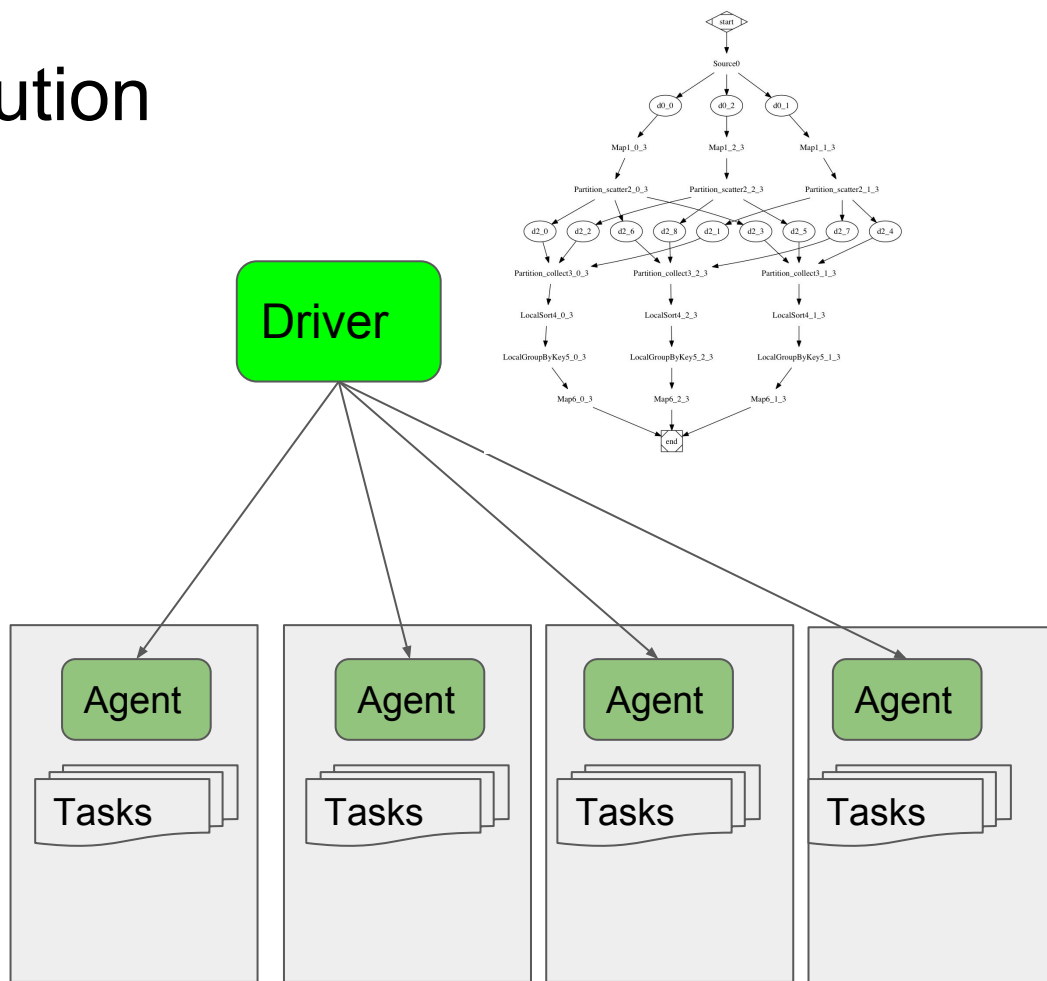 ution
start
Source0
d0_0 d0_2 d0_1
Map1_0_3 Map1_2_3 Map1_1_3
Partition_scatter2_0_3 Partition_scatter2_2_3 Partition_scatter2_1_3
d2_0 d2_2 d2_6 d2_8 d2_1 d2_3 d2_5 d2_7 d2_4
Partition_collect3_0_3 Partition_collect3_2_3 Partition_collect3_1_3
LocalSort4_0_3 LocalSort4_2_3 LocalSort4_1_3
LocalGroupByKey5_0_3 LocalGroupByKey5_2_3 LocalGroupByKey5_1_3
Map6_0_3 Map6_2_3 Map6_1_3
end
Driver
Agent Agent Agent Agent
Tasks Tasks Tasks Tasks